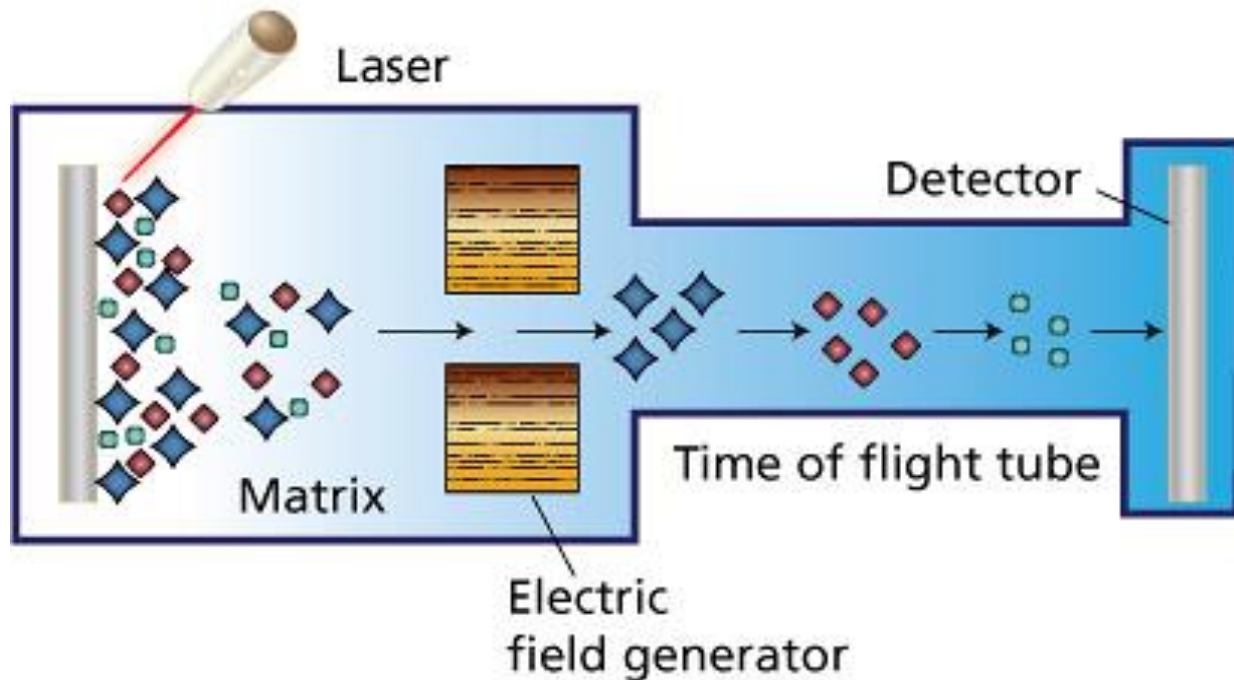 Laser
Detector
Matrix
Time of flight tube
Electric
field generator